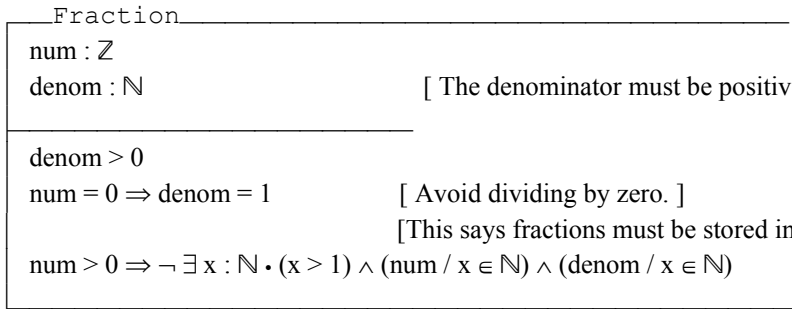 Fraction
num : ℤ
denom : ℕ [ The denominator must be positiv
denom > 0
num = 0 ⇒ denom = 1 [ Avoid dividing by zero. ]
[This says fractions must be stored in
num > 0 ⇒ ¬ ∃ x : ℕ • (x > 1) ∧ (num / x ∈ ℕ) ∧ (denom / x ∈ ℕ)